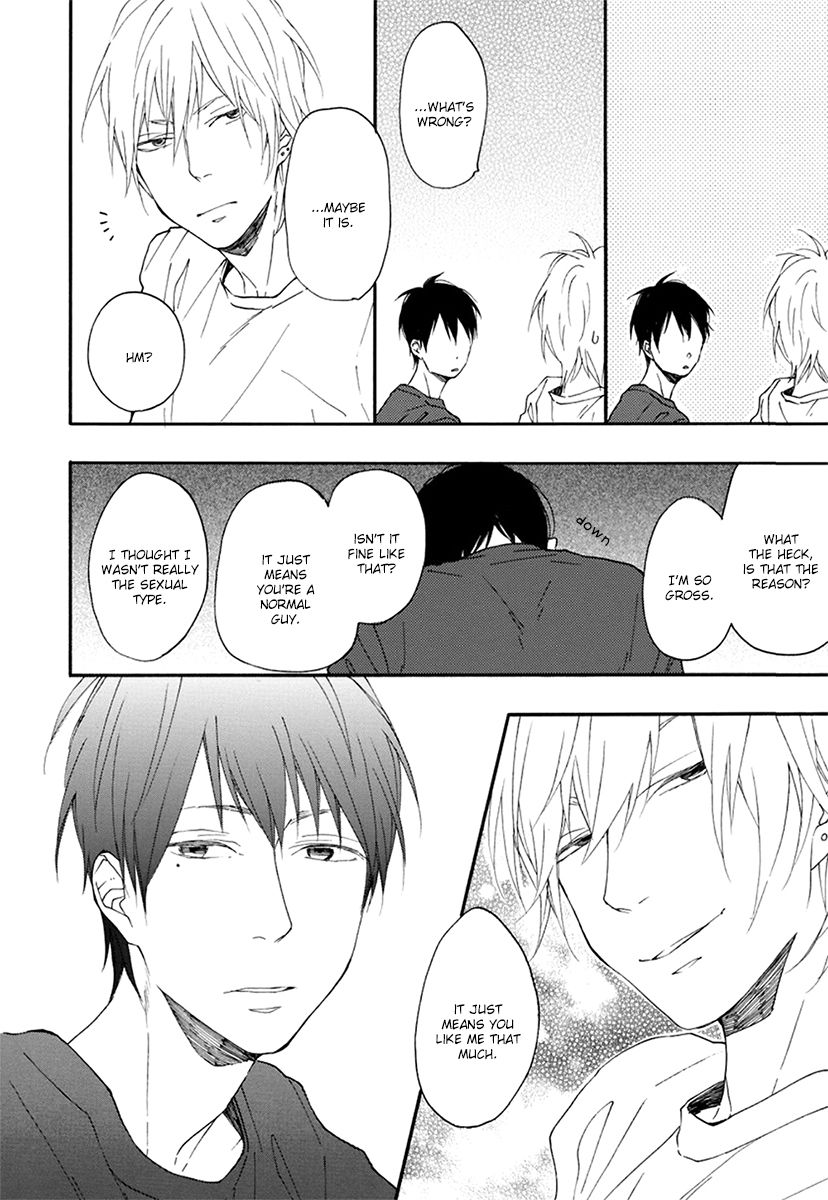 ...WHAT'S
WRONG?
...MAYBE
IT IS.
HM?
WHAT
THE HECK,
IS THAT THE
REASON?
I'M SO
GROSS.
down
ISN'T IT
FINE LIKE
THAT?
IT JUST
MEANS
YOU'RE A
NORMAL
GUY.
I THOUGHT I
WASN'T REALLY
THE SEXUAL
TYPE.
IT JUST
MEANS YOU
LIKE ME THAT
MUCH.